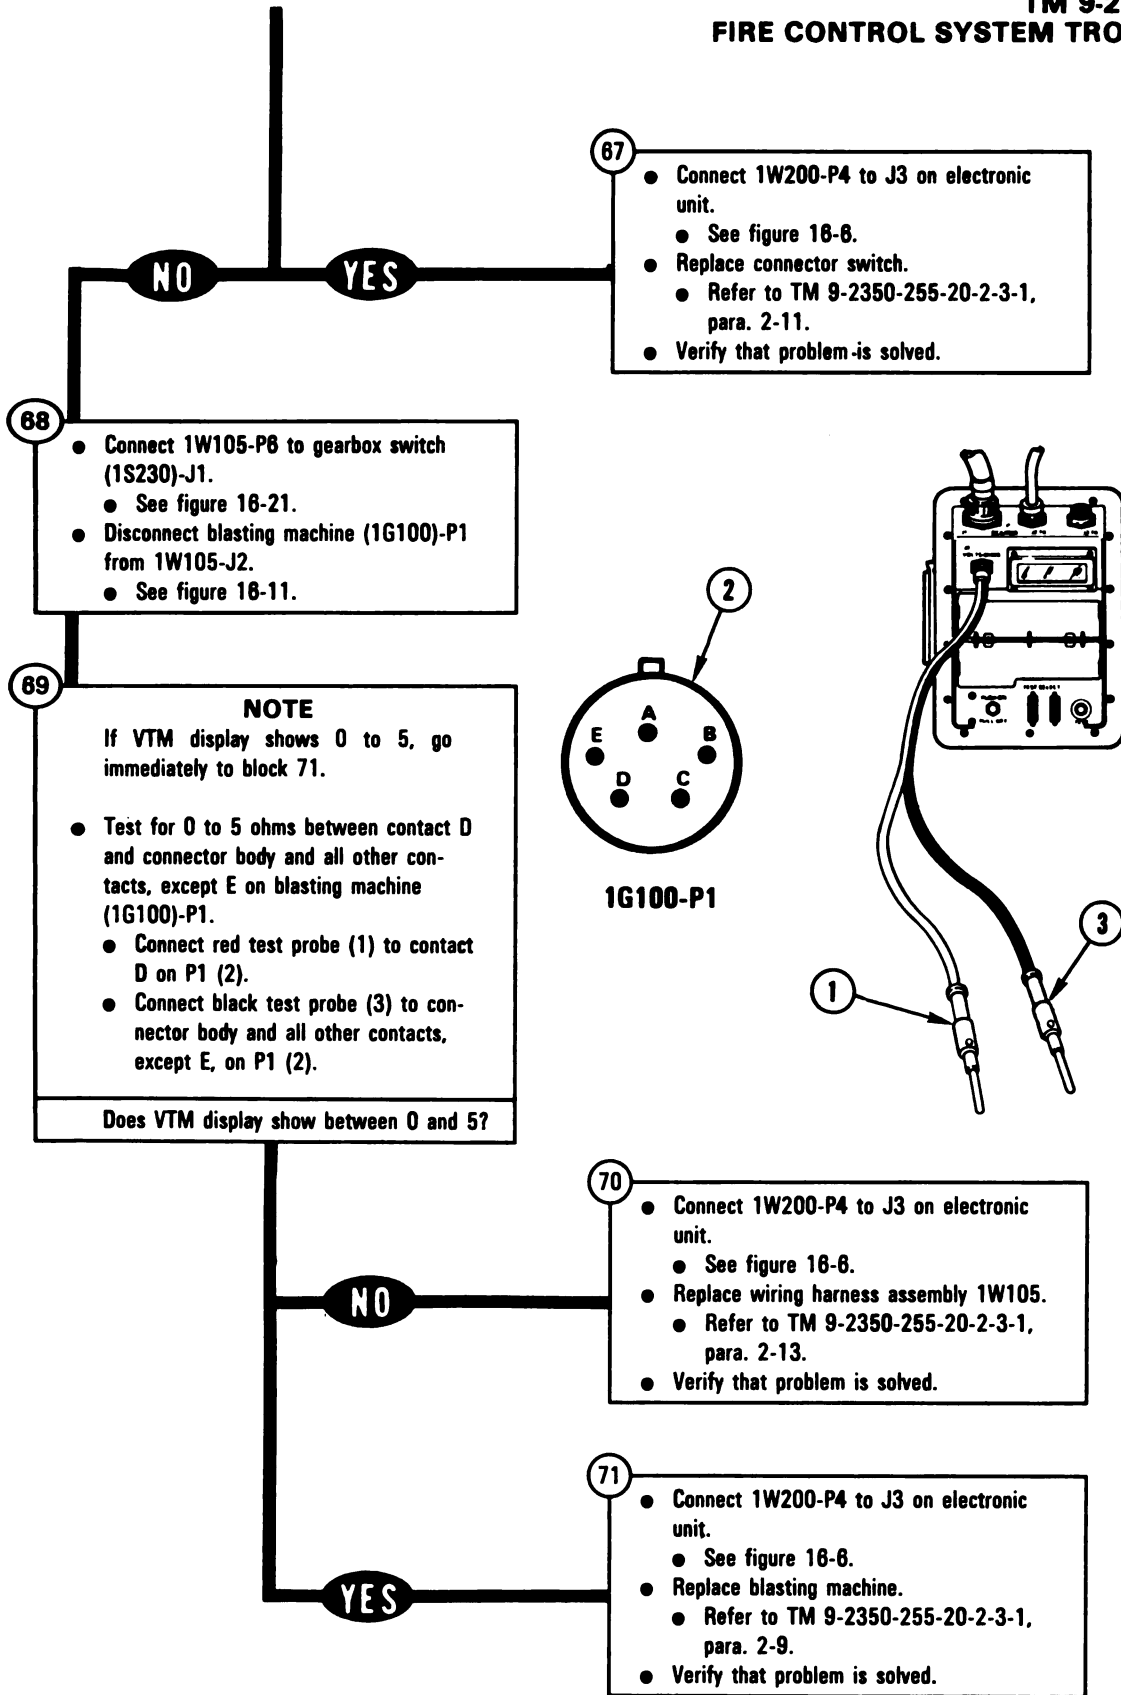 TM 9-2
FIRE CONTROL SYSTEM TRO
67
● Connect 1W200-P4 to J3 on electronic
unit.
● See figure 16-6.
● Replace connector switch.
● Refer to TM 9-2350-255-20-2-3-1,
para. 2-11.
● Verify that problem is solved.
NO
YES
68
● Connect 1W105-P6 to gearbox switch
(1S230)-J1.
● See figure 16-21.
● Disconnect blasting machine (1G100)-P1
from 1W105-J2.
● See figure 16-11.
69
NOTE
If VTM display shows 0 to 5, go
immediately to block 71.
● Test for 0 to 5 ohms between contact D
and connector body and all other con-
tacts, except E on blasting machine
(1G100)-P1.
● Connect red test probe (1) to contact
D on P1 (2).
● Connect black test probe (3) to con-
nector body and all other contacts,
except E, on P1 (2).
Does VTM display show between 0 and 5?
2
A
E
B
D
C
1G100-P1
1
3
70
● Connect 1W200-P4 to J3 on electronic
unit.
● See figure 16-6.
● Replace wiring harness assembly 1W105.
● Refer to TM 9-2350-255-20-2-3-1,
para. 2-13.
● Verify that problem is solved.
NO
71
● Connect 1W200-P4 to J3 on electronic
unit.
● See figure 16-6.
● Replace blasting machine.
● Refer to TM 9-2350-255-20-2-3-1,
para. 2-9.
● Verify that problem is solved.
YES